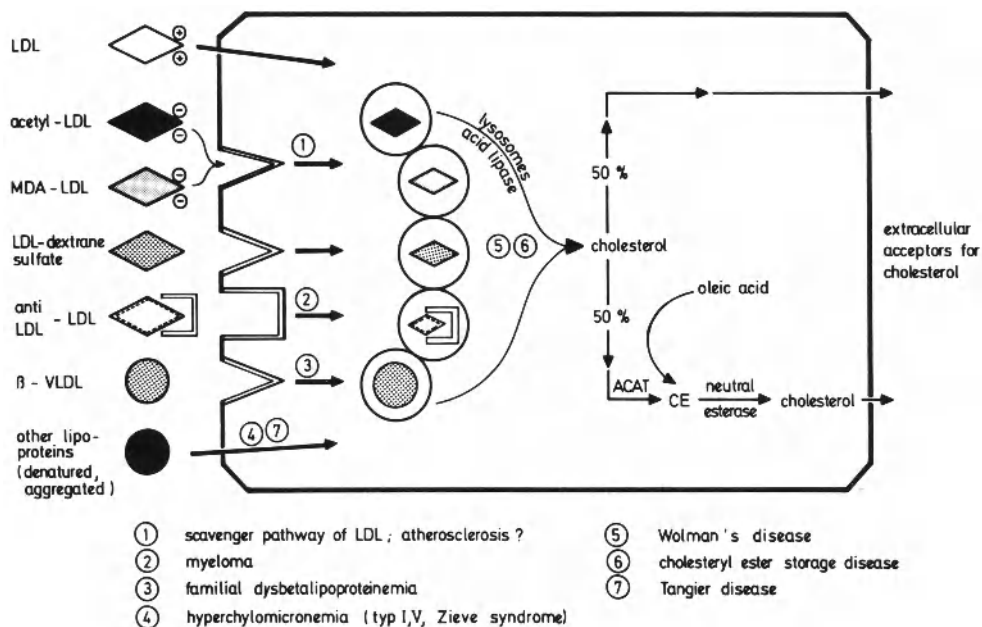 LDL
⊕
⊕
acetyl-LDL
⊖
⊖
MDA-LDL
⊖
⊖
LDL-dextrane
sulfate
anti
LDL - LDL
ß - VLDL
other lipo-
proteins
(denatured,
aggregated)
①
②
③
④ ⑦
lysosomes
acid lipase
⑤ ⑥
cholesterol
50 %
50 %
oleic acid
ACAT
CE
neutral
esterase
cholesterol
extracellular
acceptors for
cholesterol
① scavenger pathway of LDL ; atherosclerosis ?
② myeloma
③ familial dysbetalipoproteinemia
④ hyperchylomicronemia (typ I,V, Zieve syndrome)
⑤ Wolman's disease
⑥ cholesteryl ester storage disease
⑦ Tangier disease